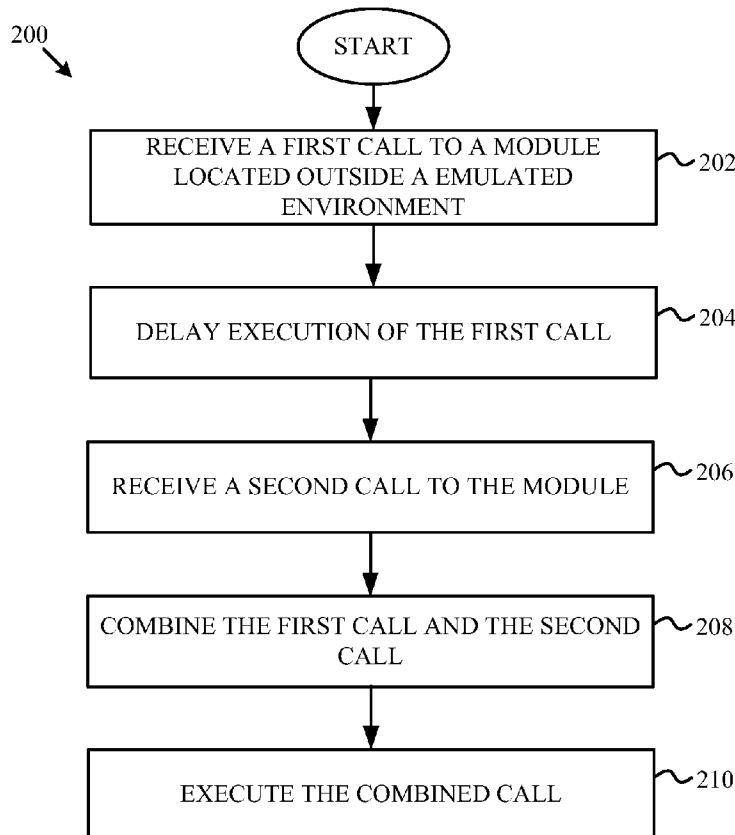 200
START
RECEIVE A FIRST CALL TO A MODULE
LOCATED OUTSIDE A EMULATED
ENVIRONMENT
202
DELAY EXECUTION OF THE FIRST CALL
204
RECEIVE A SECOND CALL TO THE MODULE
206
COMBINE THE FIRST CALL AND THE SECOND
CALL
208
EXECUTE THE COMBINED CALL
210